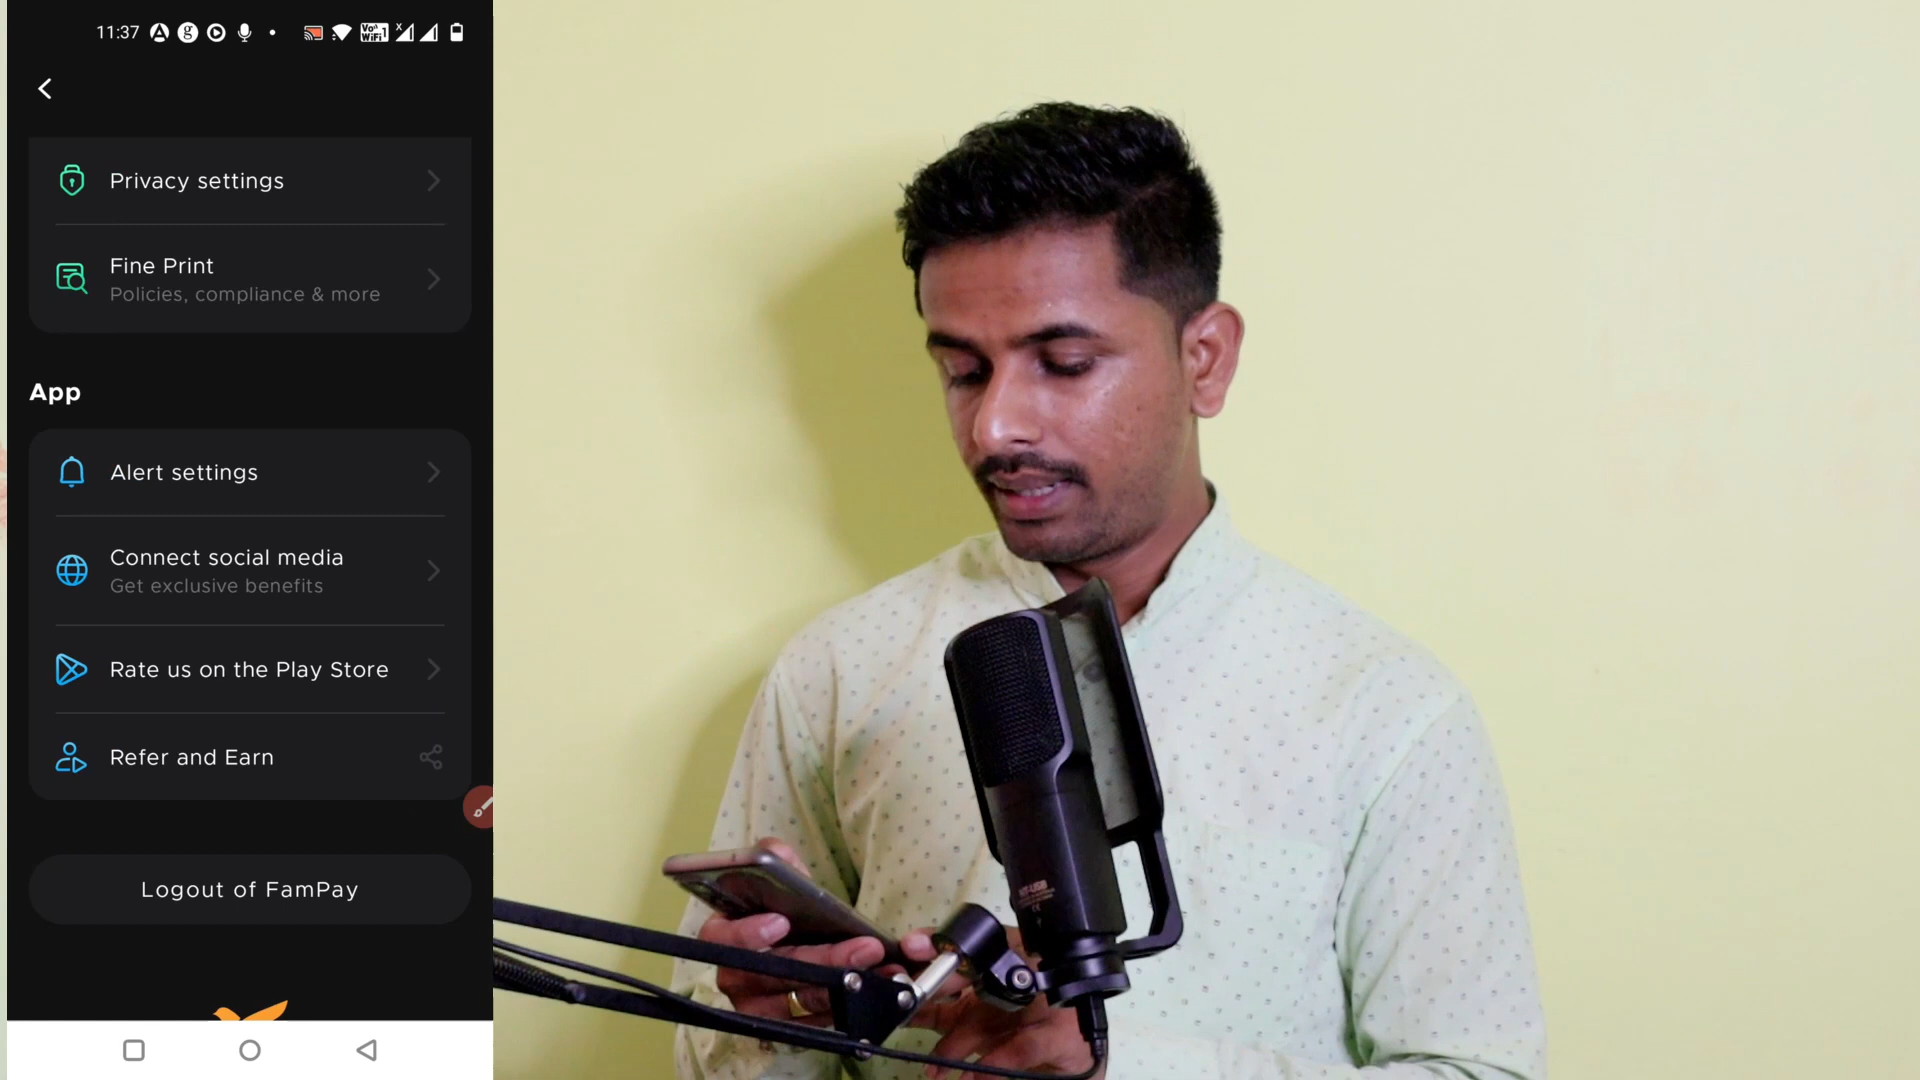 11:37
Privacy settings
Fine Print
Policies, compliance & more
App
Alert settings
Connect social media
Get exclusive benefits
Rate us on the Play Store
Refer and Earn
Logout of FamPay